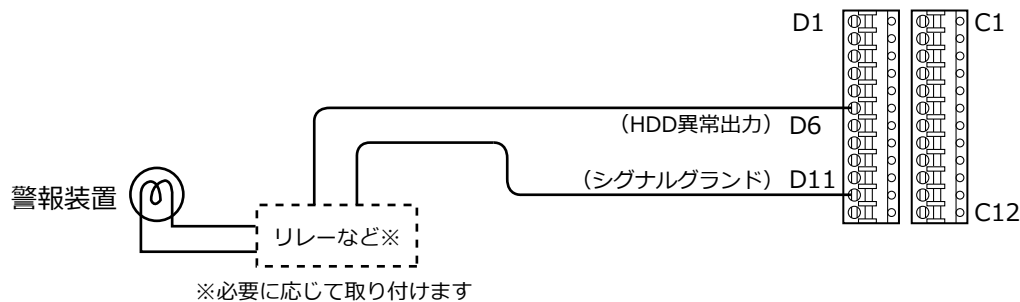 D1
C1
（HDD異常出力） D6
（シグナルグランド） D11
警報装置
リレーなど※
C12
※必要に応じて取り付けます